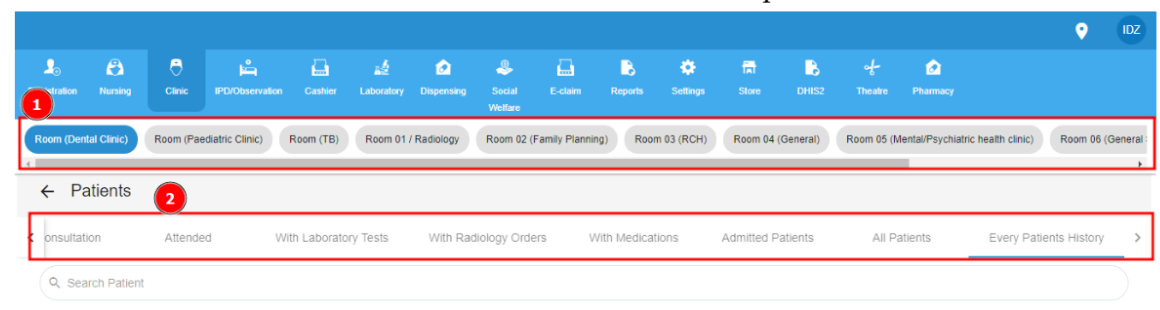 IDZ
Nursing Clinic IPD/Observation Cashier Laboratory Dispensing Social Welfare E-claim Reports Settings Store DHIS2 Theatre Pharmacy
1
Room (Dental Clinic) Room (Paediatric Clinic) Room (TB) Room 01 / Radiology Room 02 (Family Planning) Room 03 (RCH) Room 04 (General) Room 05 (Mental/Psychiatric health clinic) Room 06 (General
Patients
2
onsultation Attended With Laboratory Tests With Radiology Orders With Medications Admitted Patients All Patients Every Patients History
Search Patient